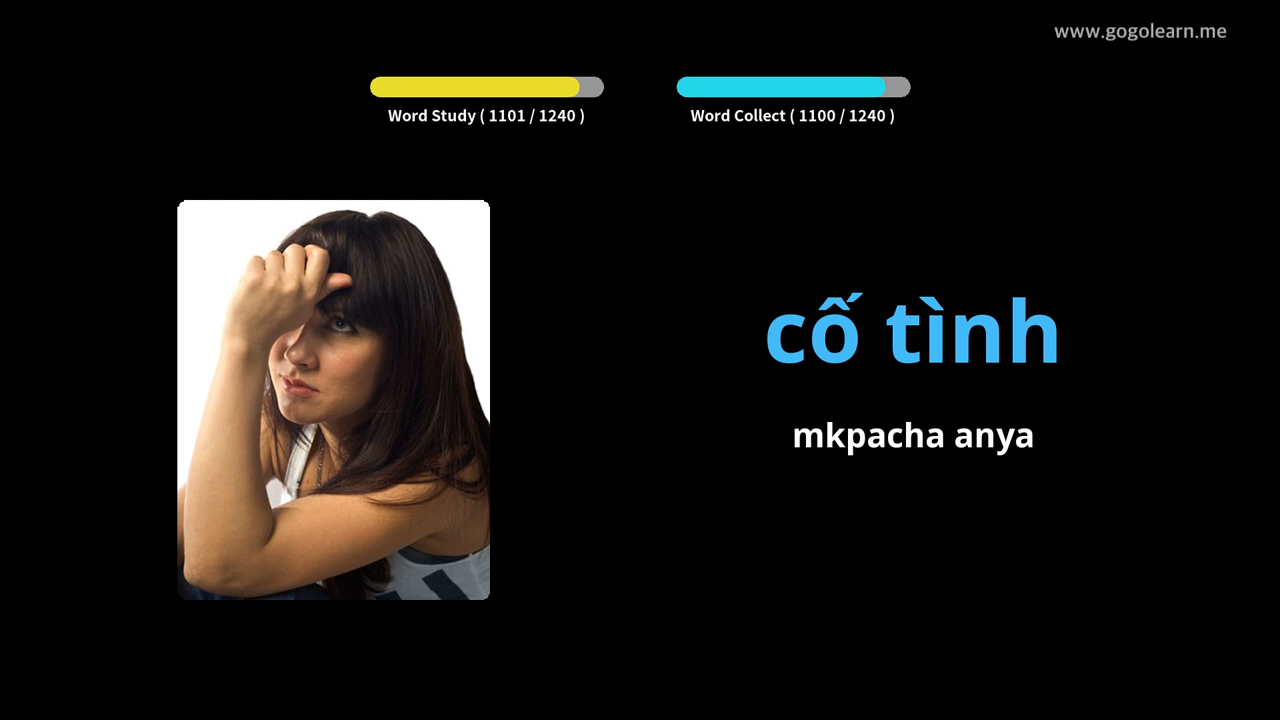 www.gogolearn.me
Word Study ( 1101 / 1240 )
Word Collect ( 1100 / 1240 )
cố tình
mkpacha anya